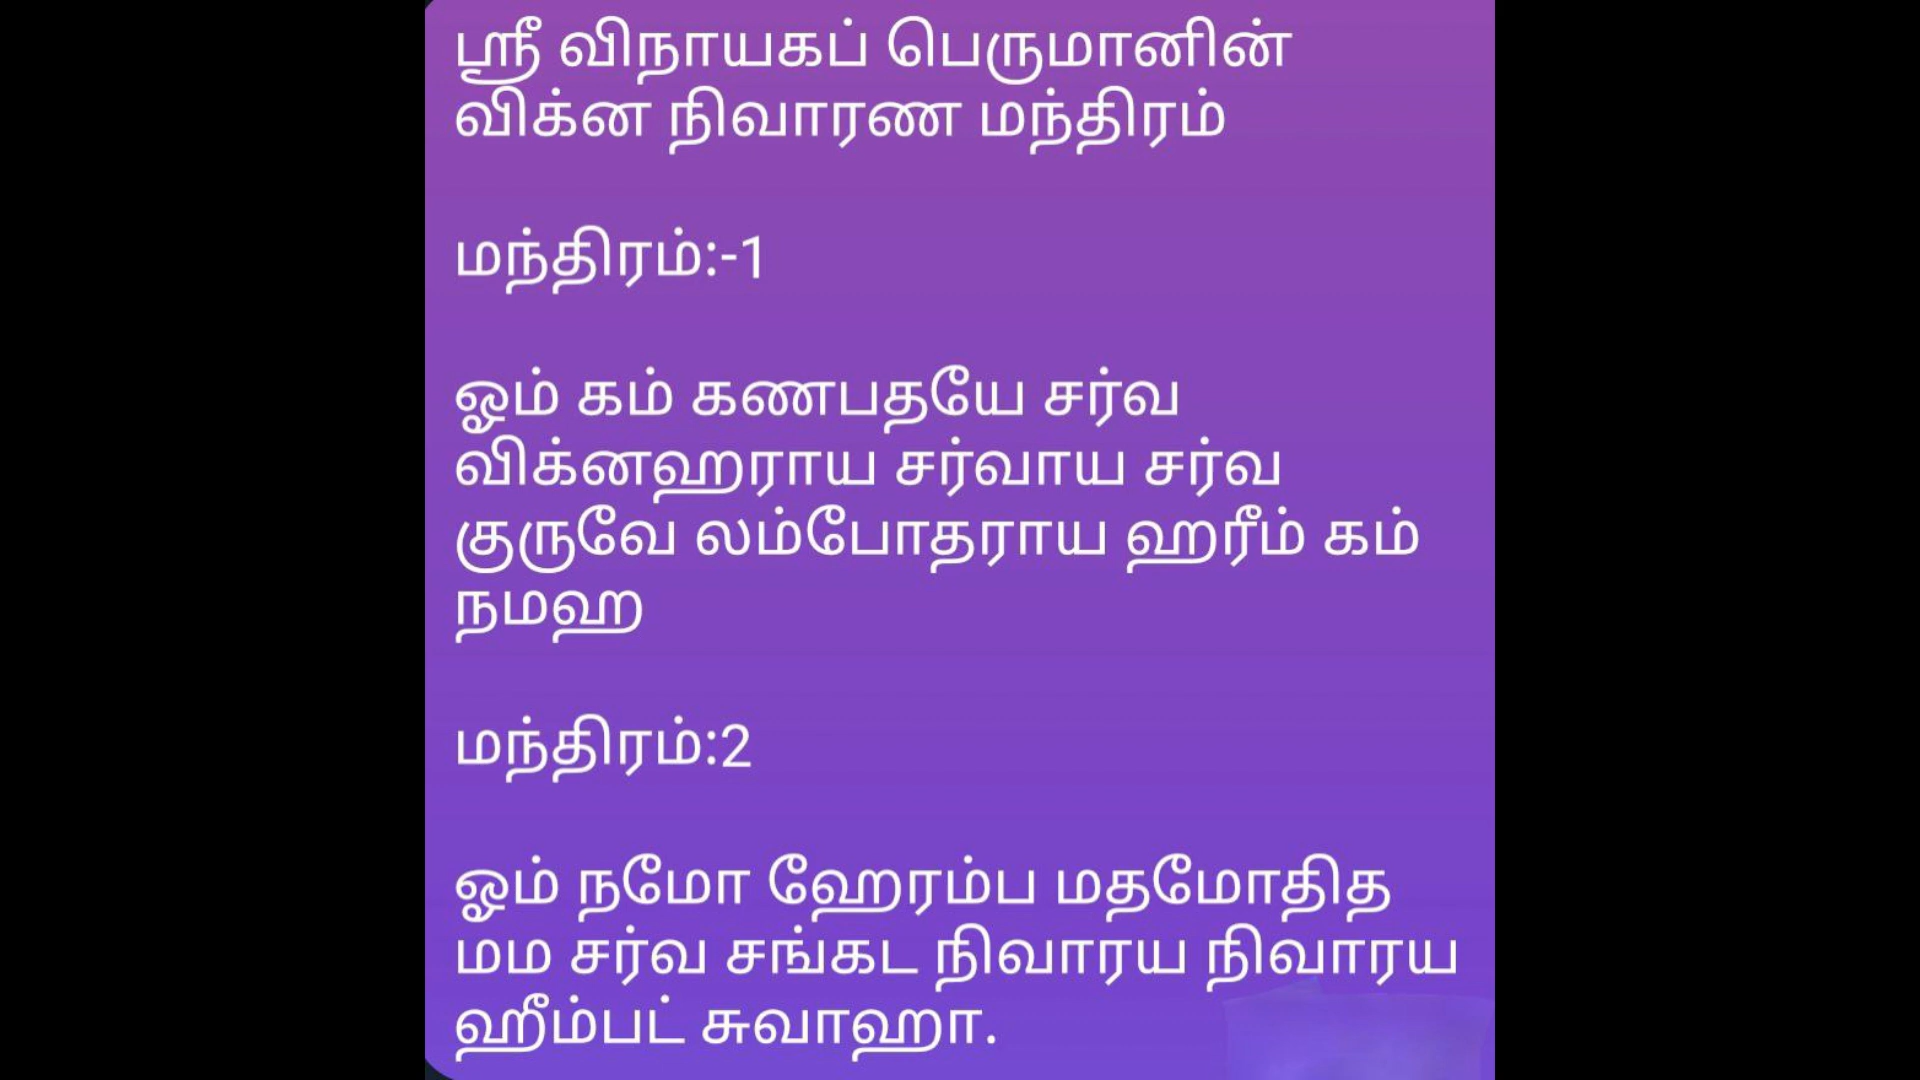 ஸ்ரீ விநாயகப் பெருமானின்
விக்ன நிவாரண மந்திரம்
மந்திரம்:-1
ஓம் கம் கணபதயே சர்வ
விக்னஹராய சர்வாய சர்வ
குருவே லம்போதராய ஹரீம் கம்
நமஹ
மந்திரம்:2
ஓம் நமோ ஹேரம்ப மதமோதித
மம சர்வ சங்கட நிவாரய நிவாரய
ஹீம்பட் சுவாஹா.